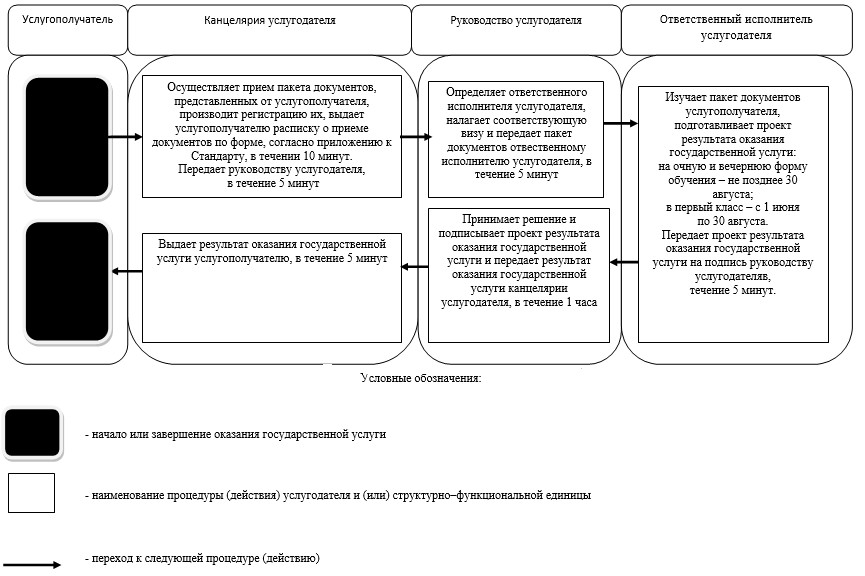 Услугополучатель
Канцелярия услугодателя
Руководство услугодателя
Ответственный исполнитель
услугодателя
Осуществляет прием пакета документов,
представленных от услугополучателя,
производит регистрацию их, выдает
услугополучателю расписку о приеме
документов по форме, согласно приложению к
Стандарту, в течении 10 минут.
Передает руководству услугодателя,
в течение 5 минут
Определяет ответственного
исполнителя услугодателя,
налагает соответствующую
визу и передает пакет
документов отвественному
исполнителю услугодателя, в
течение 5 минут
Изучает пакет документов
услугополучателя,
подготавливает проект
результата оказания
государственной услуги:
на очную и вечернюю форму
обучения – не позднее 30
августа;
в первый класс – с 1 июня
по 30 августа.
Передает проект результата
оказания государственной
услуги на подпись руководству
услугодателяв,
течение 5 минут.
Принимает решение и
подписывает проект результата
оказания государственной
услуги и передает результат
оказания государственной
услуги канцелярии
услугодателя, в течение 1 часа
Выдает результат оказания государственной
услуги услугополучателю, в течение 5 минут
Условные обозначения:
- начало или завершение оказания государственной услуги
- наименование процедуры (действия) услугодателя и (или) структурно–функциональной единицы
- переход к следующей процедуре (действию)